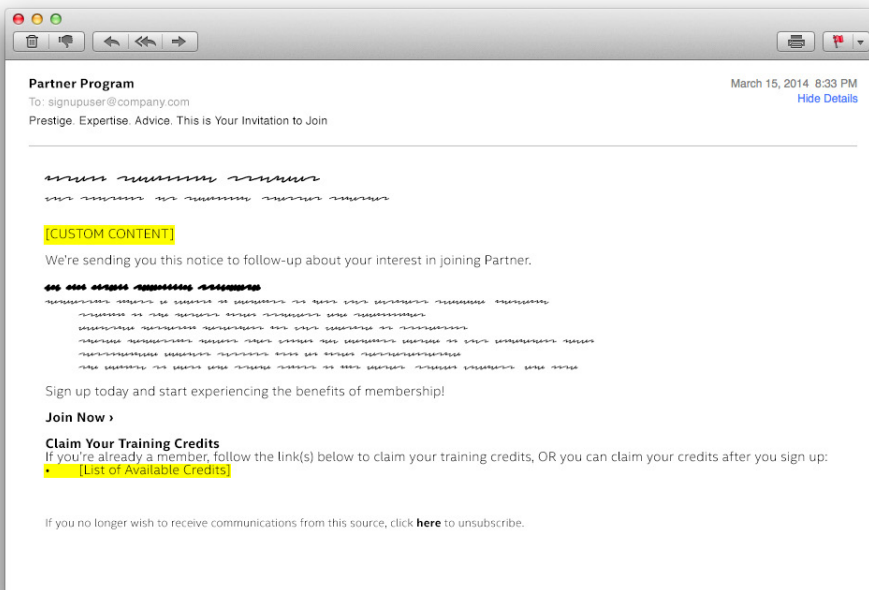 Partner Program
March 15, 2014 8:33 PM
To: signupuser@company.com
Hide Details
Prestige. Expertise. Advice. This is Your Invitation to Join
[CUSTOM CONTENT]
We're sending you this notice to follow-up about your interest in joining Partner.
Sign up today and start experiencing the benefits of membership!
Join Now ›
Claim Your Training Credits
If you're already a member, follow the link(s) below to claim your training credits, OR you can claim your credits after you sign up:
• [List of Available Credits]
If you no longer wish to receive communications from this source, click here to unsubscribe.